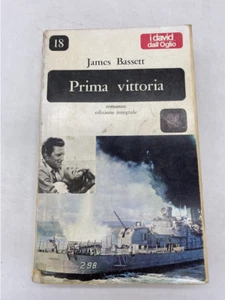 18
i david
dall'Oglio
James Bassett
Prima vittoria
romanzo
edizione integrale
298